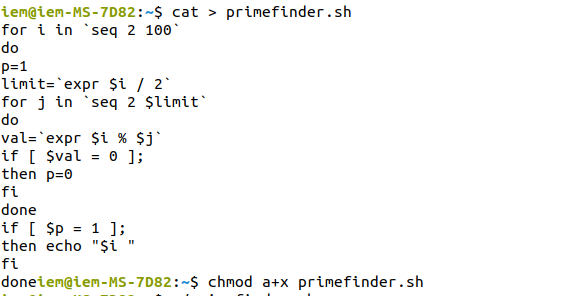 iem@iem-MS-7D82:~$ cat > primefinder.sh
for i in `seq 2 100`
do
p=1
limit=`expr $i / 2`
for j in `seq 2 $limit`
do
val=`expr $i % $j`
if [ $val = 0 ];
then p=0
fi
done
if [ $p = 1 ];
then echo "$i "
fi
doneiem@iem-MS-7D82:~$ chmod a+x primefinder.sh